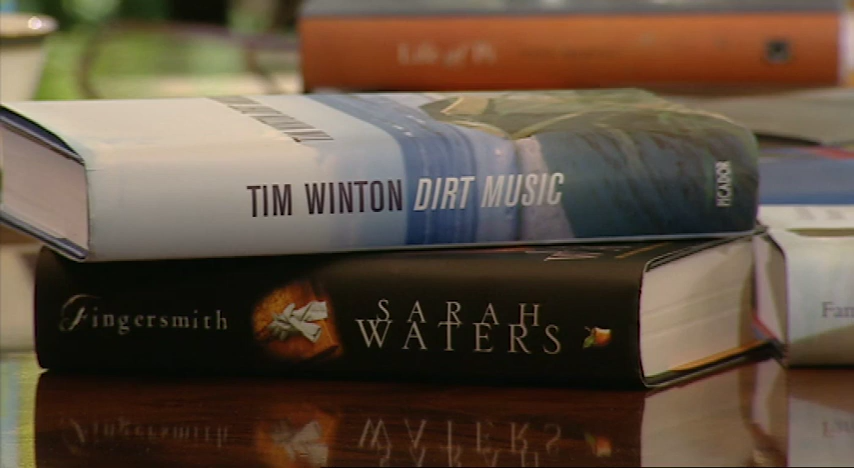 Life of Pi
TIM WINTON DIRT MUSIC
PICADOR
Fingersmith
SARAH
WATERS